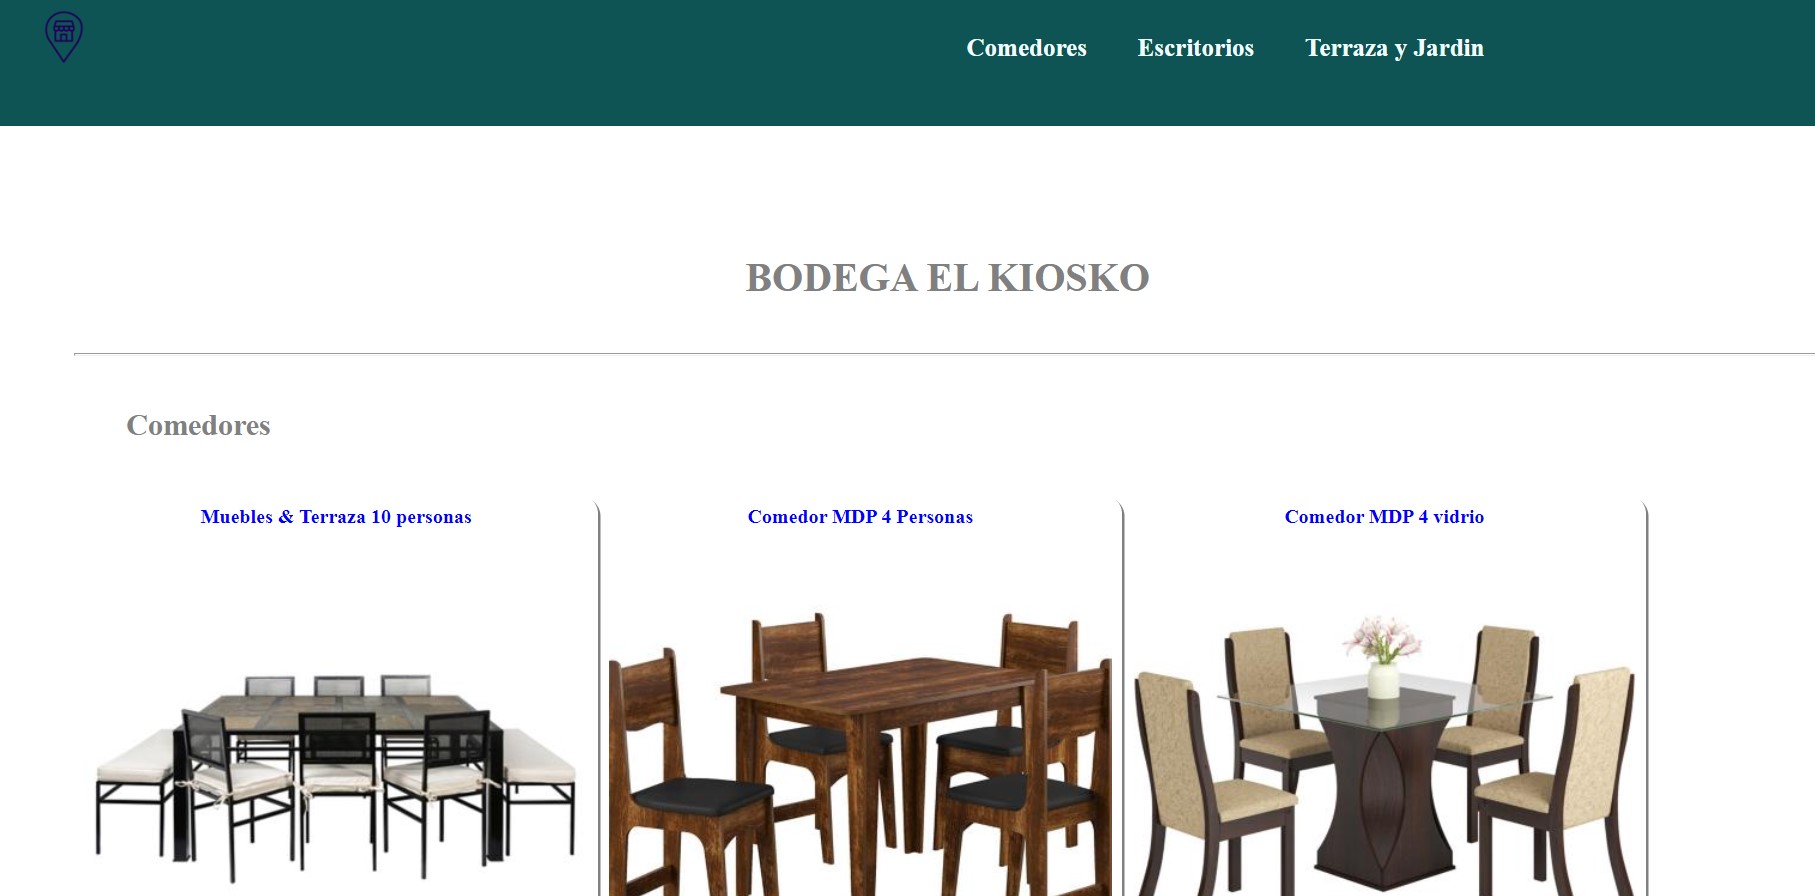 Comedores Escritorios Terraza y Jardin
BODEGA EL KIOSKO
Comedores
Muebles & Terraza 10 personas
Comedor MDP 4 Personas
Comedor MDP 4 vidrio